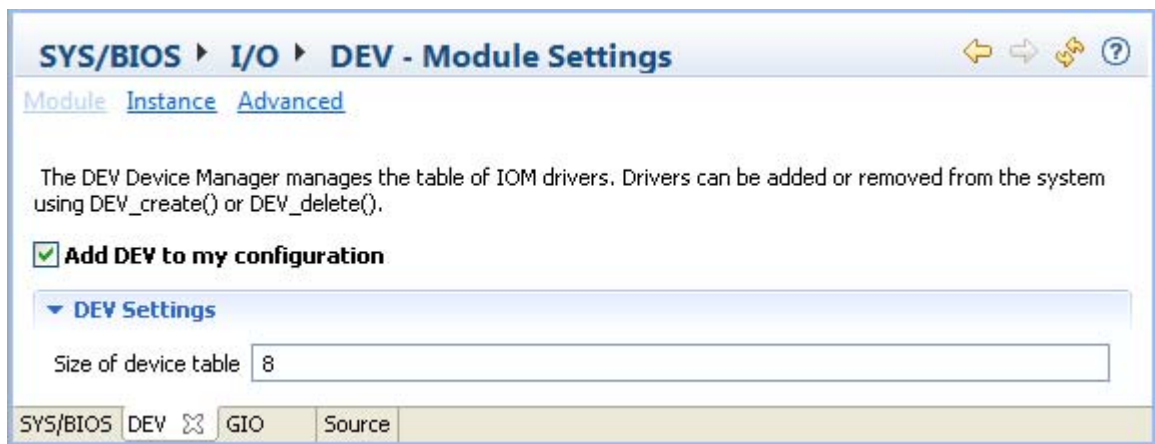 SYS/BIOS I/O DEV - Module Settings
Module Instance Advanced
The DEV Device Manager manages the table of IOM drivers. Drivers can be added or removed from the system
using DEV_create() or DEV_delete().
Add DEV to my configuration
DEV Settings
Size of device table 8
SYS/BIOS DEV GIO Source